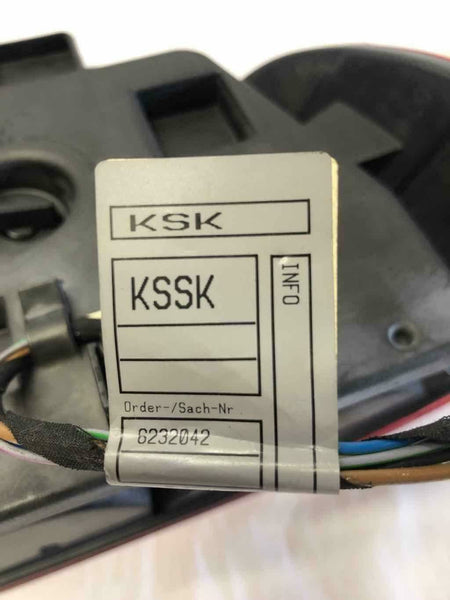 KSK
KSSK
INFO
Order-/Sach-Nr
6232042